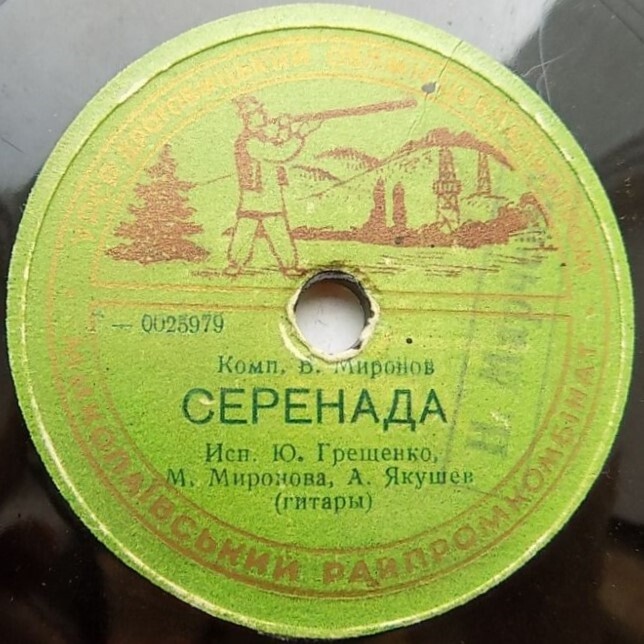 — 0025979
Комп. В. Миронов
СЕРЕНАДА
Исп. Ю. Грещенко,
М. Миронова, А. Якушев
(гитары)
МИКОЛАЇВСЬКИЙ РАЙПРОМКОМБІНАТ